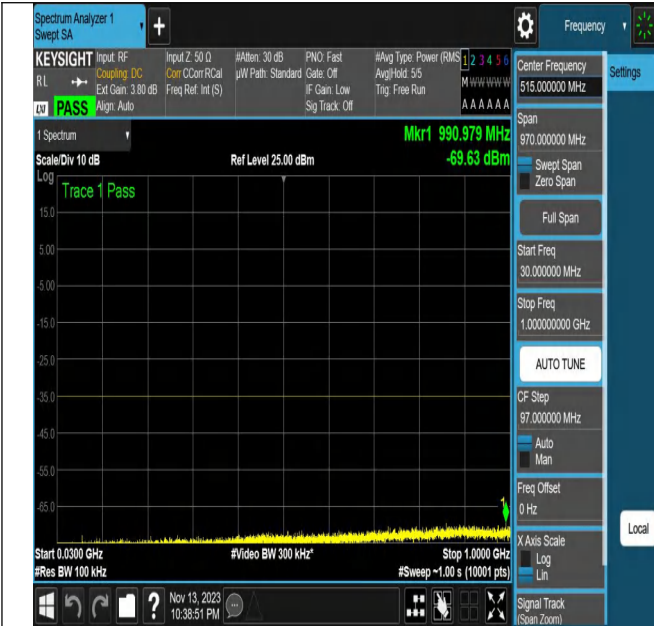 Spectrum Analyzer 1
Swept SA
+
Frequency
KEYSIGHT
RL
LXI
PASS
Input: RF
Coupling: DC
Ext Gain: 3.80 dB
Align: Auto
Input Z: 50 Ω
Corr CCorr RCal
Freq Ref: Int (S)
#Atten: 30 dB
µW Path: Standard
PNO: Fast
Gate: Off
IF Gain: Low
Sig Track: Off
#Avg Type: Power (RMS
Avg|Hold: 5/5
Trig: Free Run
1 2 3 4 5 6
M W W W W W
A A A A A A
1 Spectrum
Scale/Div 10 dB
Ref Level 25.00 dBm
Mkr1 990.979 MHz
-69.63 dBm
Log
Trace 1 Pass
15.0
5.00
-5.00
-15.0
-25.0
-35.0
-45.0
-55.0
-65.0
1
Start 0.0300 GHz
#Res BW 100 kHz
#Video BW 300 kHz*
Stop 1.0000 GHz
#Sweep ~1.00 s (10001 pts)
Nov 13, 2023
10:38:51 PM
?
Center Frequency
515.000000 MHz
Span
970.000000 MHz
Swept Span
Zero Span
Full Span
Start Freq
30.000000 MHz
Stop Freq
1.000000000 GHz
AUTO TUNE
CF Step
97.000000 MHz
Auto
Man
Freq Offset
0 Hz
X Axis Scale
Log
Lin
Signal Track
(Span Zoom)
Settings
Local